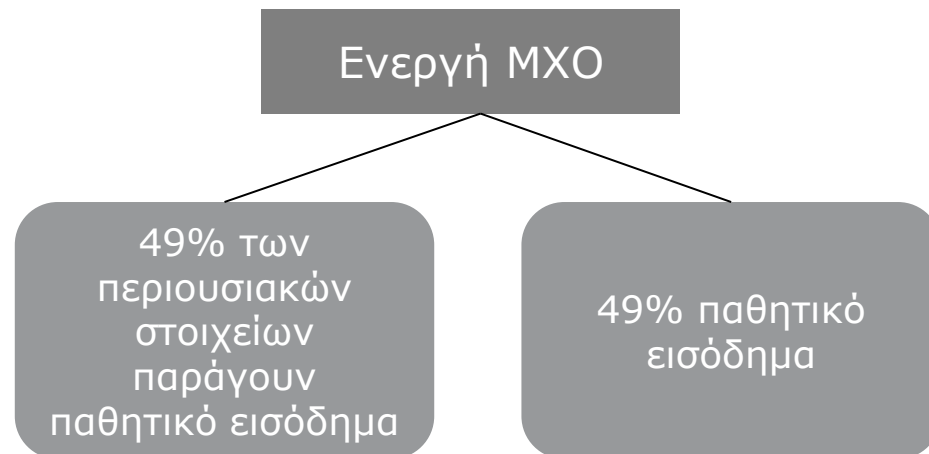 Ενεργή ΜΧΟ
49% των
περιουσιακών
στοιχείων
παράγουν
παθητικό εισόδημα
49% παθητικό
εισόδημα